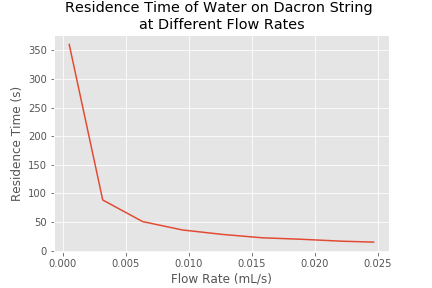 Residence Time of Water on Dacron String
at Different Flow Rates
350
300
250
200
150
100
50
0
Residence Time (s)
0.000 0.005 0.010 0.015 0.020 0.025
Flow Rate (mL/s)